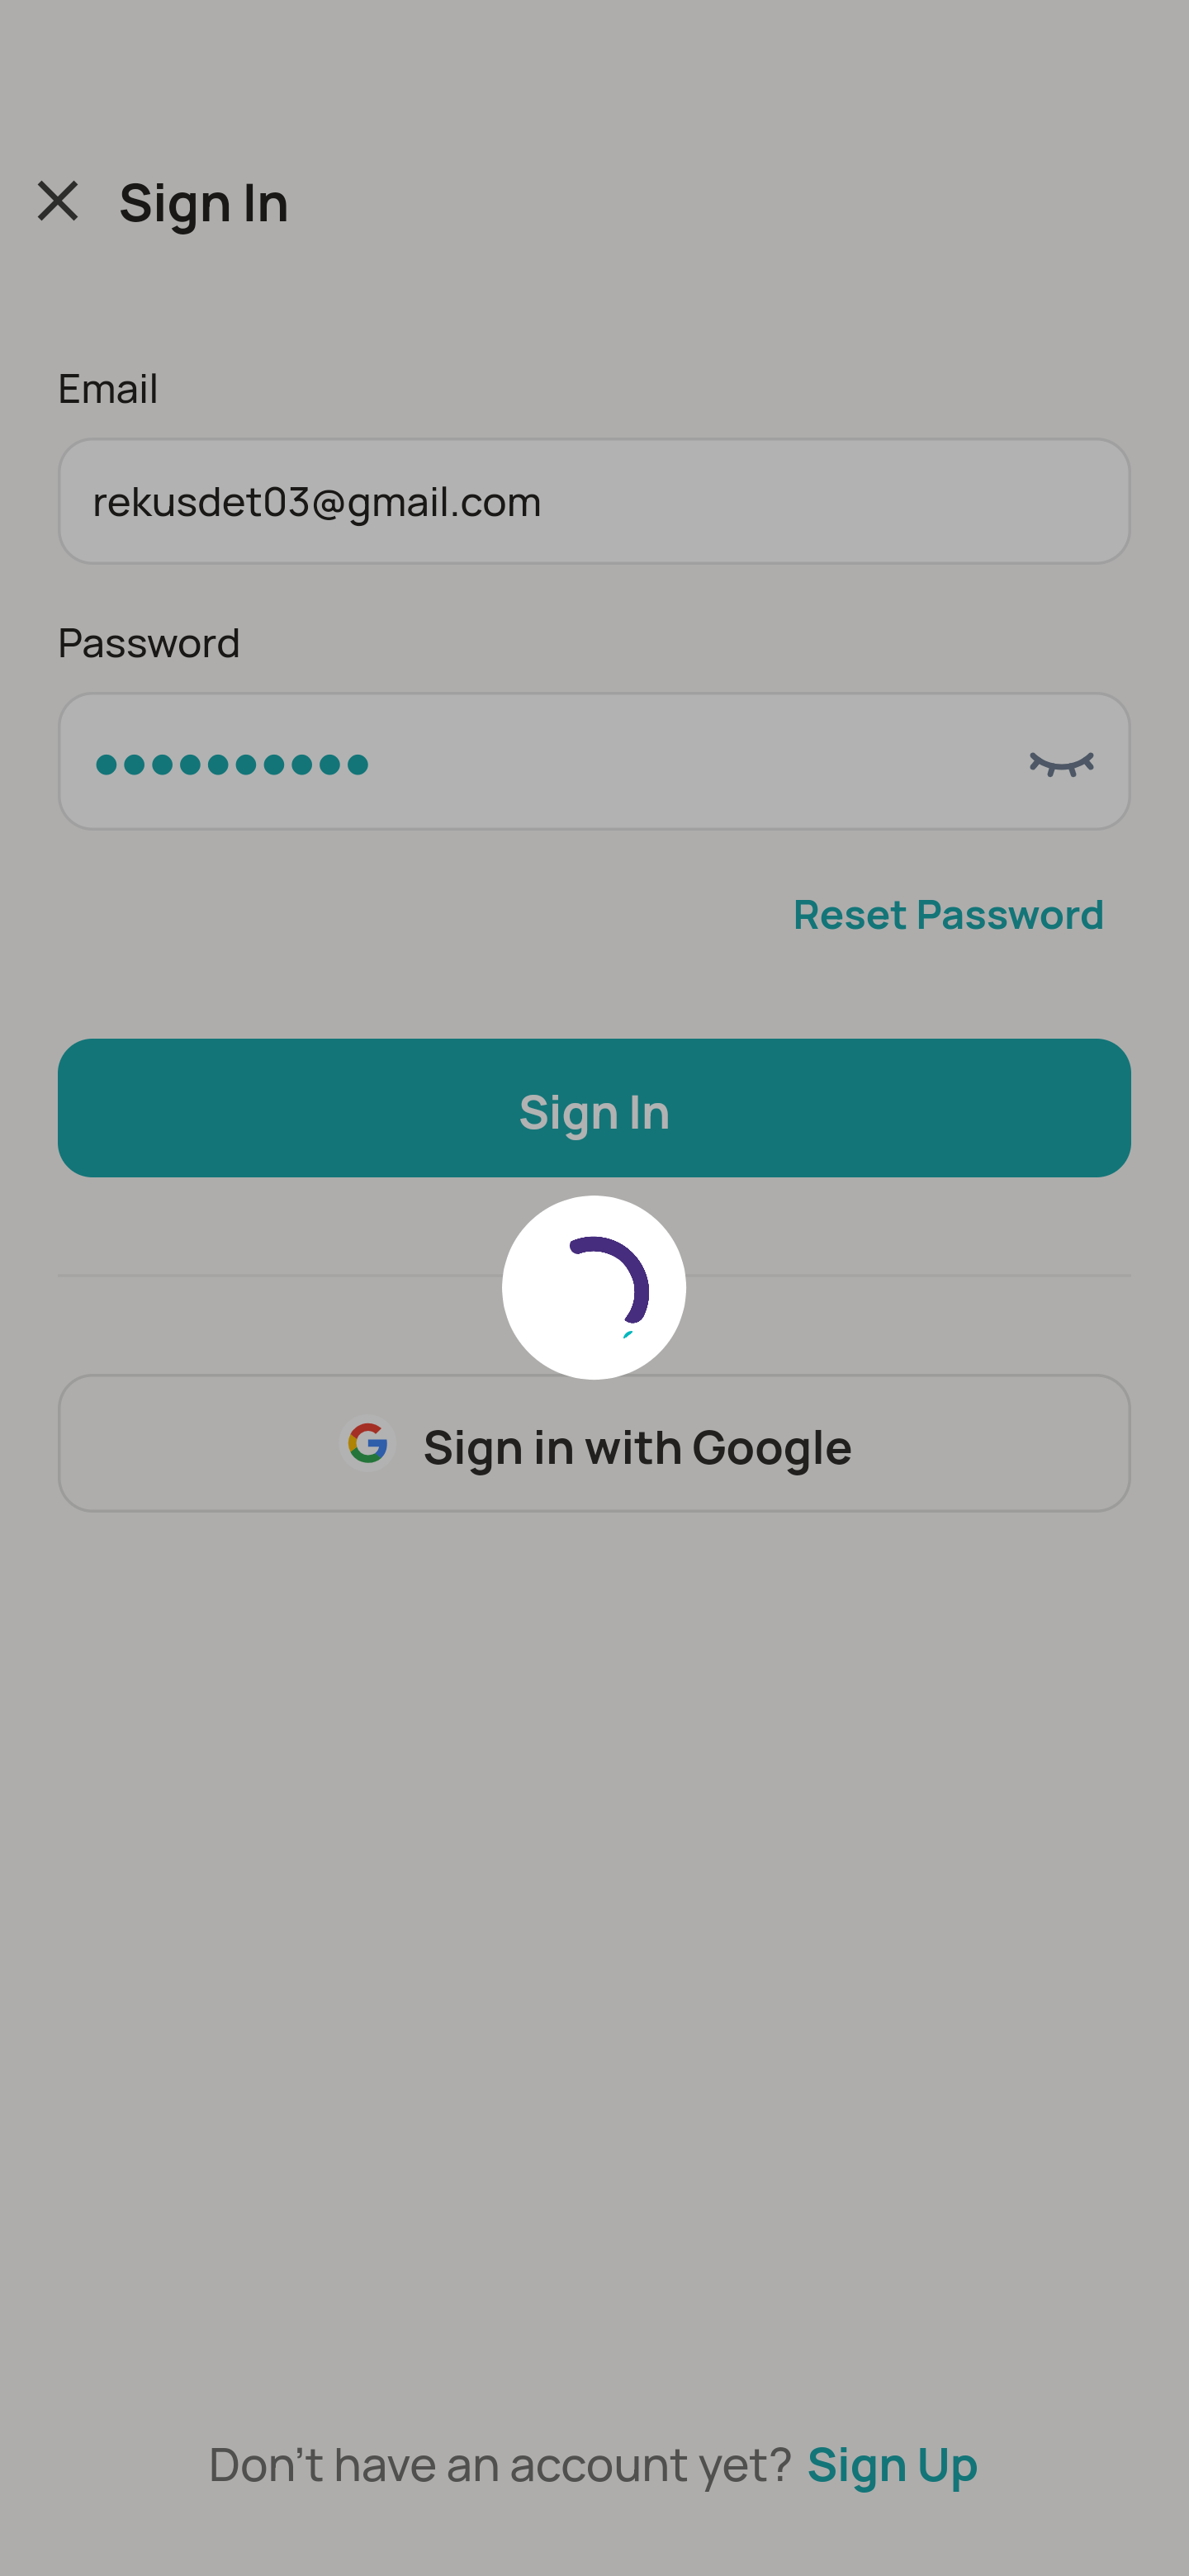 Sign In
Email
rekusdet03@gmail.com
Password
Reset Password
Sign In
Sign in with Google
Don't have an account yet? Sign Up